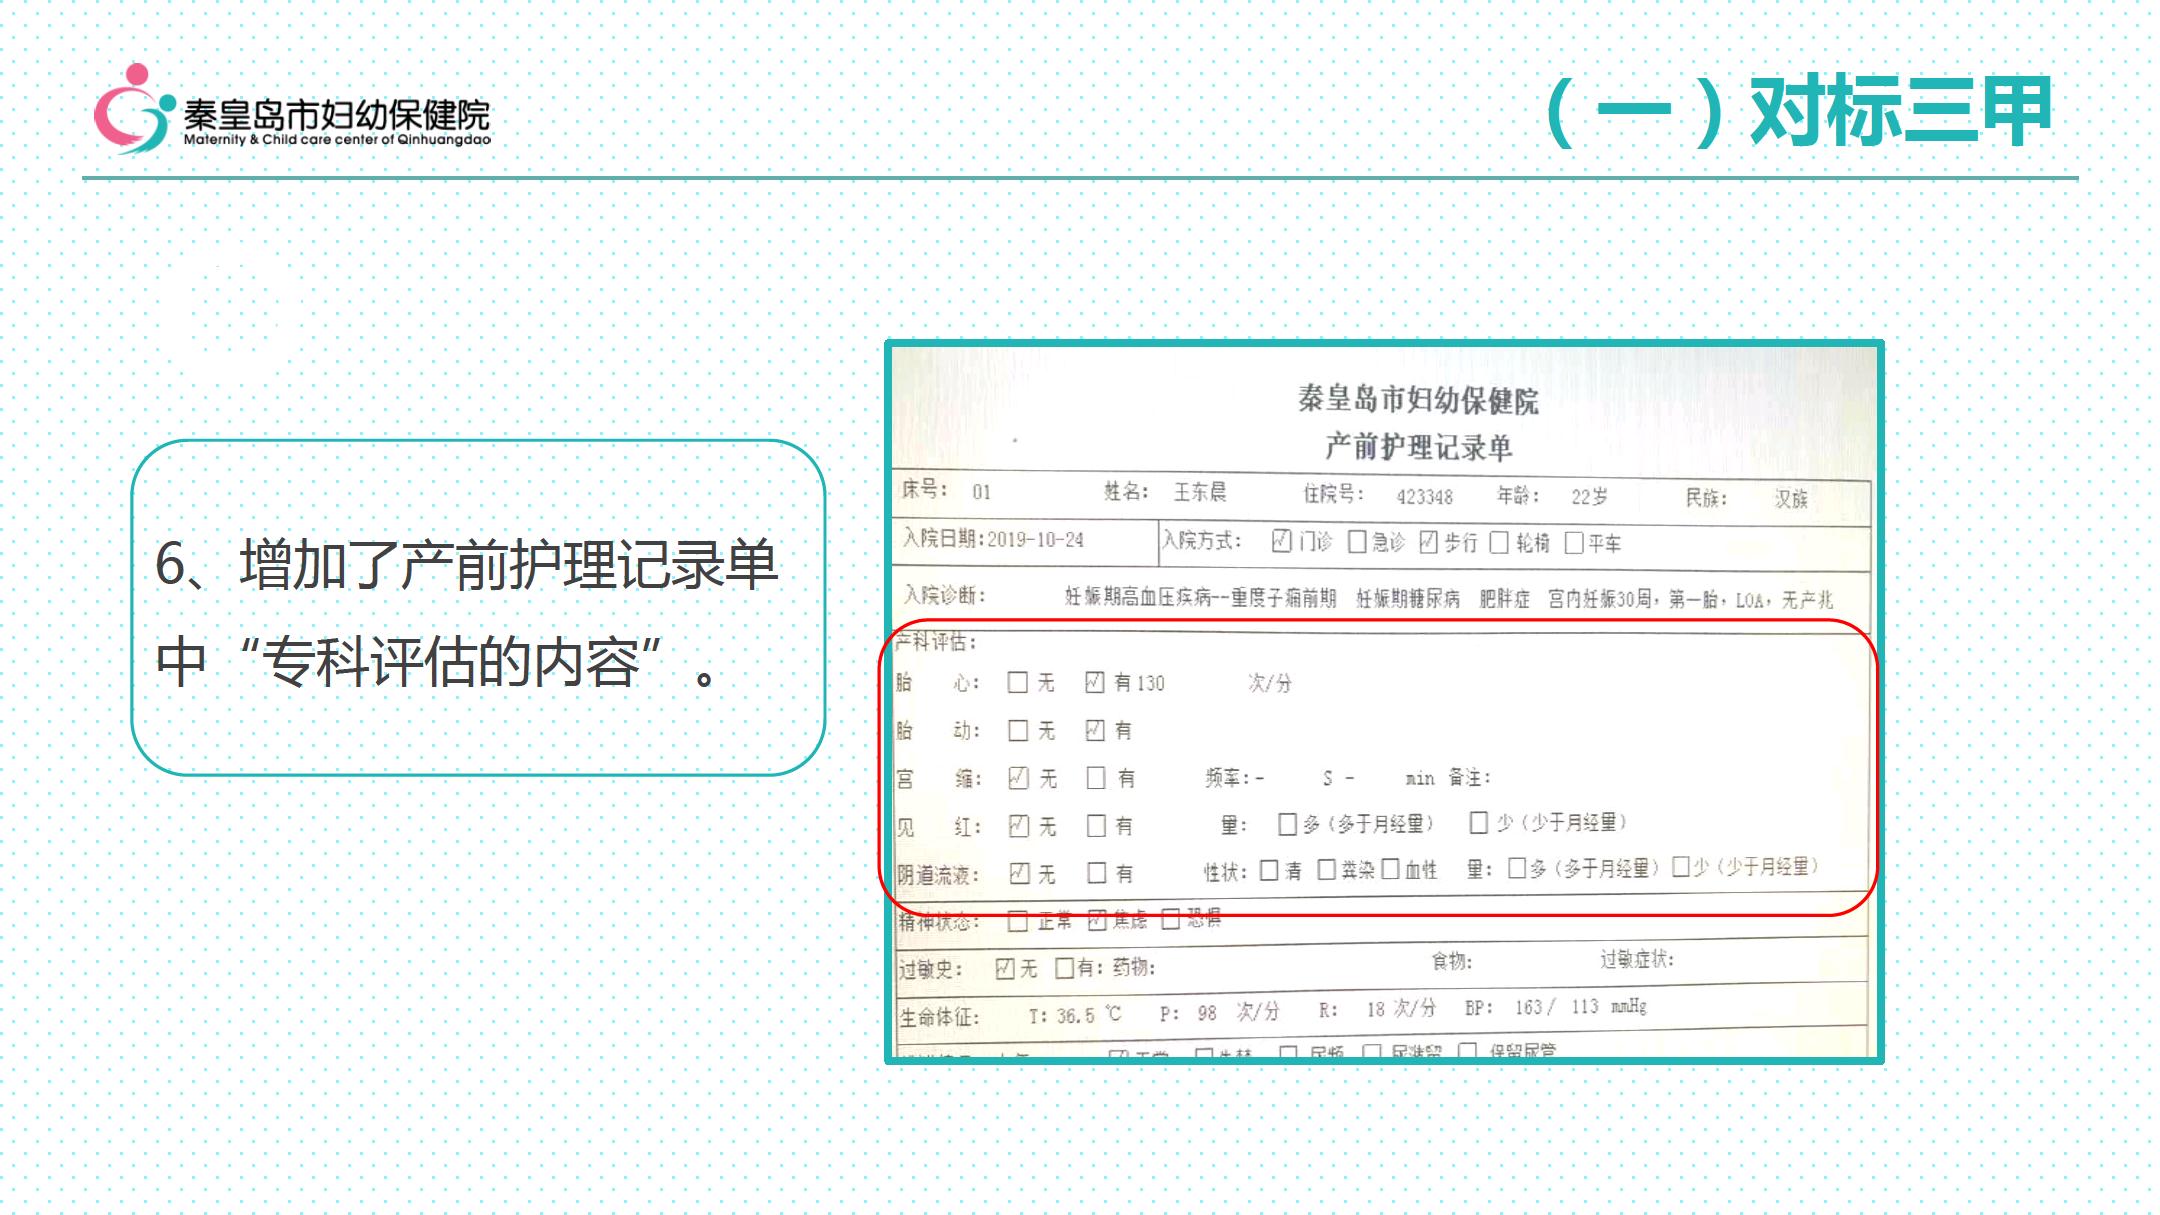 秦皇岛市妇幼保健院
Maternity & Child care center of Qinhuangdao
（一）对标三甲
6、增加了产前护理记录单
中“专科评估的内容”。
秦皇岛市妇幼保健院
产前护理记录单
床号： 01 姓名： 王东晨 住院号： 423348 年龄： 22岁 民族： 汉族
入院日期:2019-10-24 入院方式： ☑门诊 □急诊 ☑步行 □轮椅 □平车
入院诊断： 妊娠期高血压疾病--重度子痫前期 妊娠期糖尿病 肥胖症 宫内妊娠30周，第一胎，LOA，无产兆
产科评估：
胎 心： □ 无 ☑ 有 130 次/分
胎 动： □ 无 ☑ 有
宫 缩： ☑ 无 □ 有 频率：- S - min 备注：
见 红： ☑ 无 □ 有 量： □多（多于月经量） □少（少于月经量）
阴道流液： ☑ 无 □ 有 性状：□清 □粪染 □血性 量：□多（多于月经量）□少（少于月经量）
精神状态： □ 正常 ☑焦虑 □恐惧
过敏史： ☑无 □有：药物： 食物： 过敏症状：
生命体征： T：36.5 ℃ P： 98 次/分 R： 18 次/分 BP： 163/ 113 mmHg
☑正常 □失禁 □尿频 □尿潴留 □保留尿管